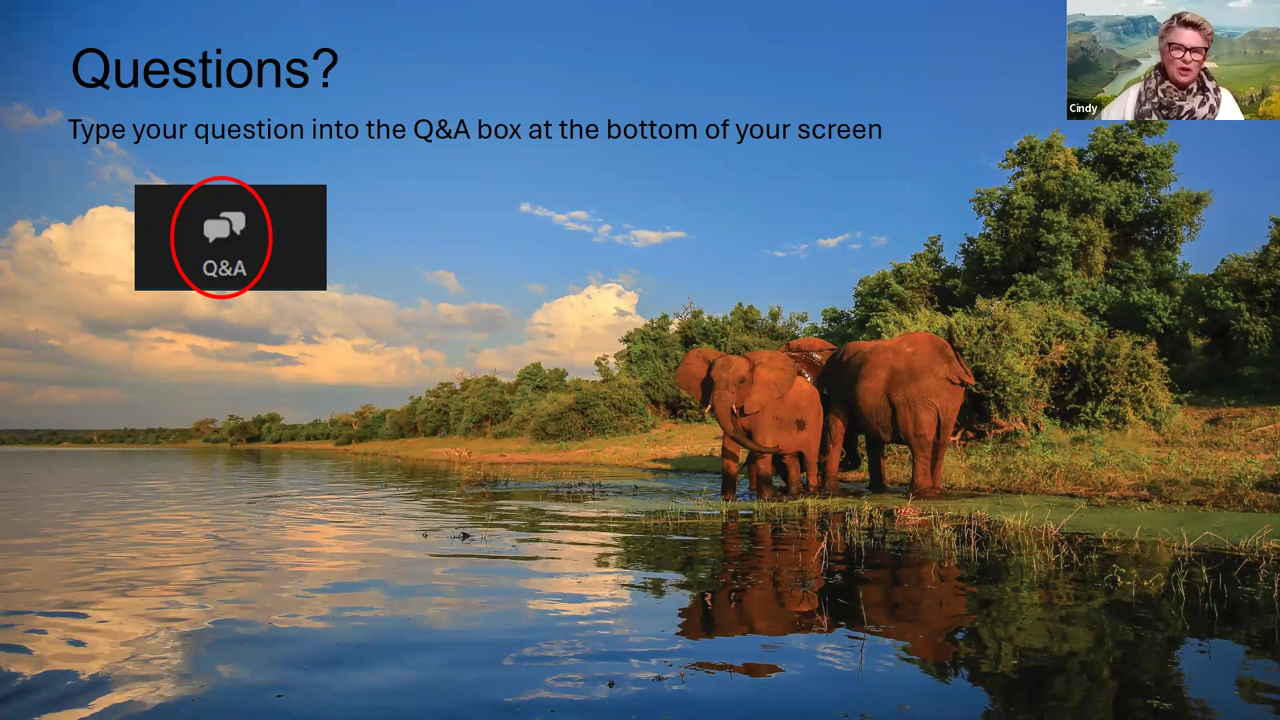 Questions?
Type your question into the Q&A box at the bottom of your screen
Q&A
Cindy